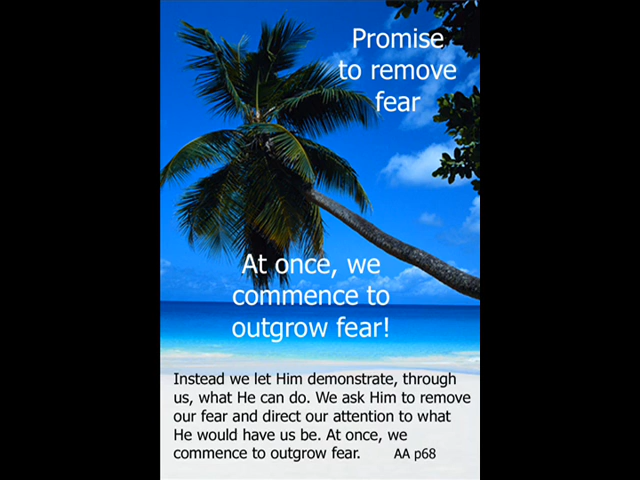 Promise
to remove
fear
At once, we
commence to
outgrow fear!
Instead we let Him demonstrate, through
us, what He can do. We ask Him to remove
our fear and direct our attention to what
He would have us be. At once, we
commence to outgrow fear. AA p68